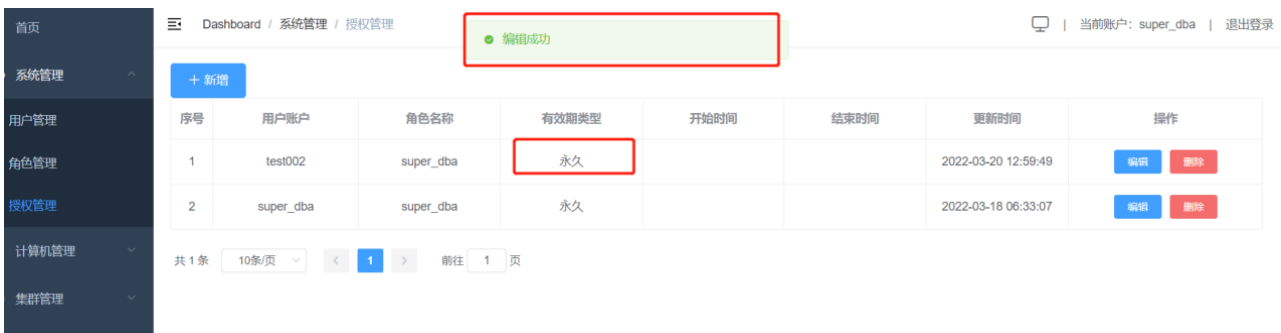 首页
Dashboard / 系统管理 / 授权管理
编辑成功
| 当前账户: super_dba | 退出登录
系统管理
+ 新增
用户管理
序号 用户账户 角色名称 有效期类型 开始时间 结束时间 更新时间 操作
角色管理
1 test002 super_dba 永久 2022-03-20 12:59:49 编辑 删除
授权管理
2 super_dba super_dba 永久 2022-03-18 06:33:07 编辑 删除
计算机管理
共 1 条 10条/页 < 1 > 前往 1 页
集群管理